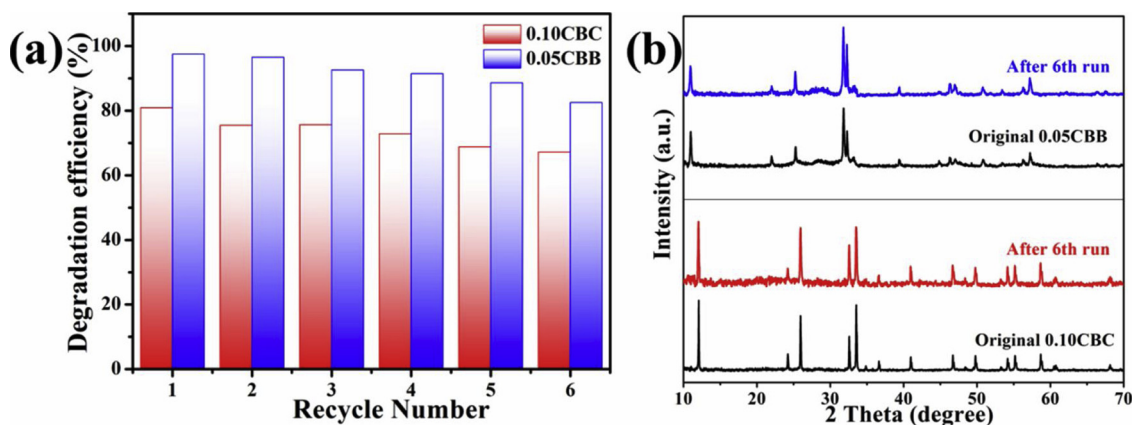 (a)
Degradation efficiency (%)
100
80
60
40
20
0
0.10CBC
0.05CBB
1 2 3 4 5 6
Recycle Number
(b)
Intensity (a.u.)
After 6th run
Original 0.05CBB
After 6th run
Original 0.10CBC
10 20 30 40 50 60 70
2 Theta (degree)